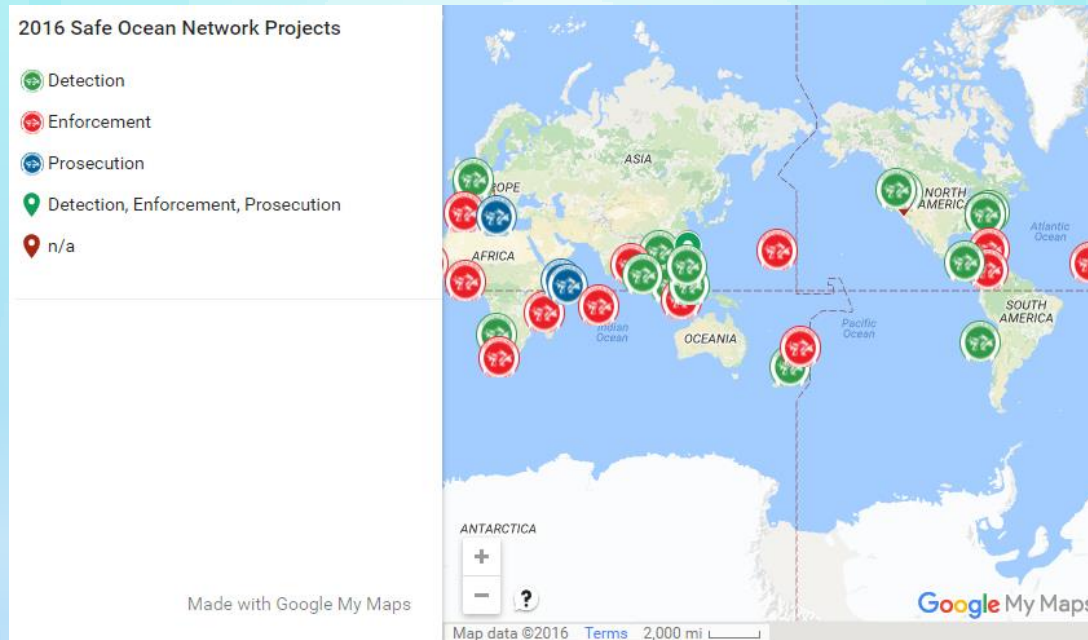 2016 Safe Ocean Network Projects
Detection
Enforcement
Prosecution
Detection, Enforcement, Prosecution
n/a
Made with Google My Maps
ASIA
OPE
NORTH
AMERIC
Atlantic
Ocean
AFRICA
SOUTH
AMERICA
Indian
Ocean
OCEANIA
Pacific
Ocean
ANTARCTICA
+
−
?
Google My Maps
Map data ©2016 Terms 2,000 mi